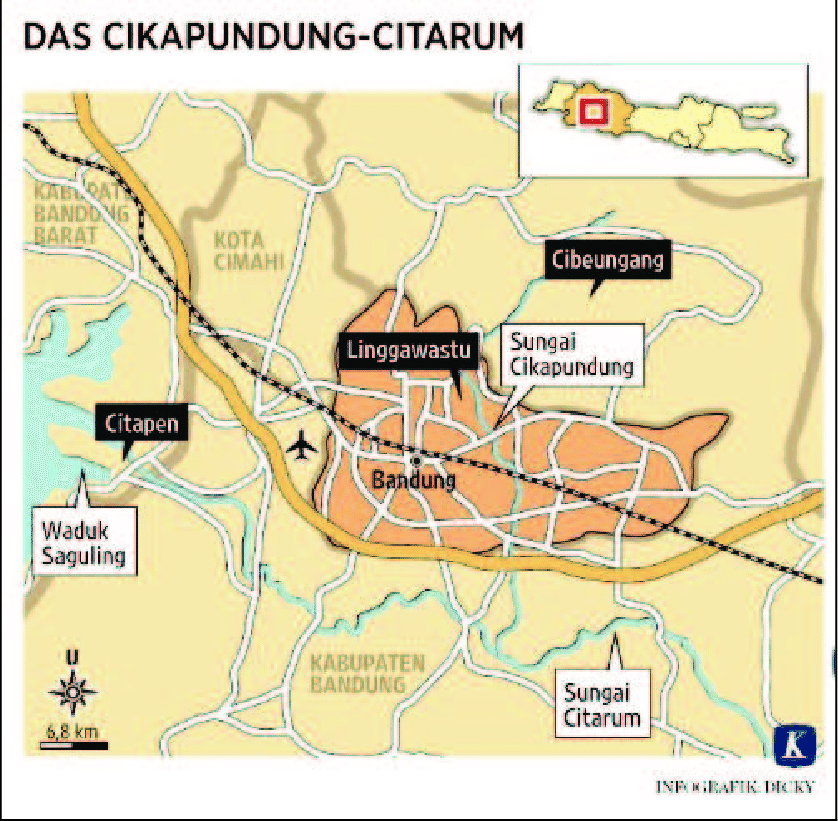 DAS CIKAPUNDUNG-CITARUM
KABUPATE
BANDUNG
BARAT
KOTA
CIMAHI
Cibeungang
Linggawastu
Sungai
Cikapundung
Citapen
Bandung
Waduk
Saguling
KABUPATEN
BANDUNG
Sungai
Citarum
U
6,8 km
K
INFOGRAFIK: DICKY